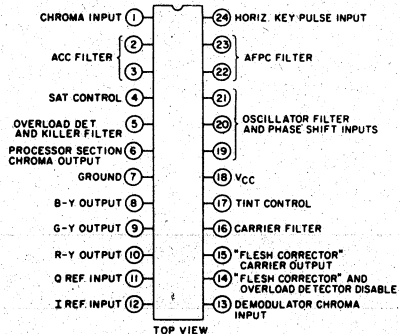 CHROMA INPUT 1
24 HORIZ. KEY PULSE INPUT
2
23
ACC FILTER
AFPC FILTER
3
22
SAT CONTROL 4
21
OVERLOAD DET
AND KILLER FILTER 5
20
OSCILLATOR FILTER
AND PHASE SHIFT INPUTS
PROCESSOR SECTION
CHROMA OUTPUT 6
19
GROUND 7
18 VCC
B-Y OUTPUT 8
17 TINT CONTROL
G-Y OUTPUT 9
16 CARRIER FILTER
R-Y OUTPUT 10
15 "FLESH CORRECTOR"
CARRIER OUTPUT
Q REF. INPUT 11
14 "FLESH CORRECTOR" AND
OVERLOAD DETECTOR DISABLE
I REF. INPUT 12
13 DEMODULATOR CHROMA
INPUT
TOP VIEW